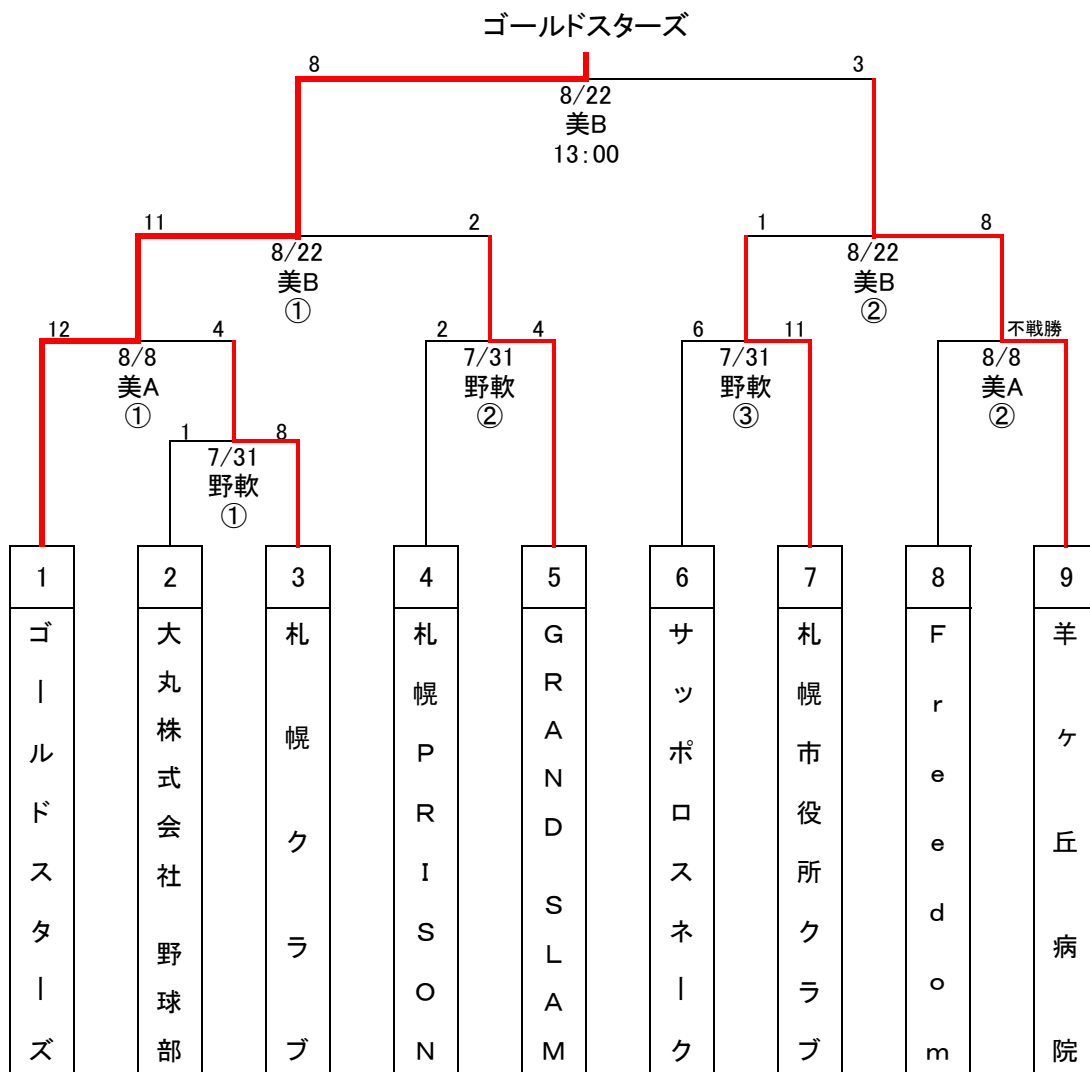 ゴールドスターズ
8
3
8/22
美B
13:00
11
2
1
8
8/22
美B
①
8/22
美B
②
12
4
2
4
6
11
不戦勝
8/8
美A
①
7/31
野軟
②
7/31
野軟
③
8/8
美A
②
1
8
7/31
野軟
①
1
2
3
4
5
6
7
8
9
ゴールドスターズ
大丸株式会社 野球部
札幌クラブ
札幌PRISON
GRAND SLAM
サッポロスネーク
札幌市役所クラブ
Freedom
羊ヶ丘病院